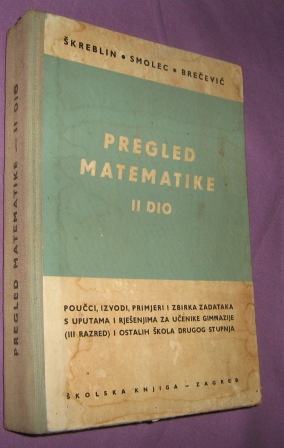 ŠKREBLIN • SMOLEC • BREČEVIĆ
PREGLED
MATEMATIKE
II DIO
POUČCI, IZVODI, PRIMJERI I ZBIRKA ZADATAKA
S UPUTAMA I RJEŠENJIMA ZA UČENIKE GIMNAZIJE
(III RAZRED) I OSTALIH ŠKOLA DRUGOG STUPNJA
ŠKOLSKA KNJIGA – ZAGREB
PREGLED MATEMATIKE — II DIO